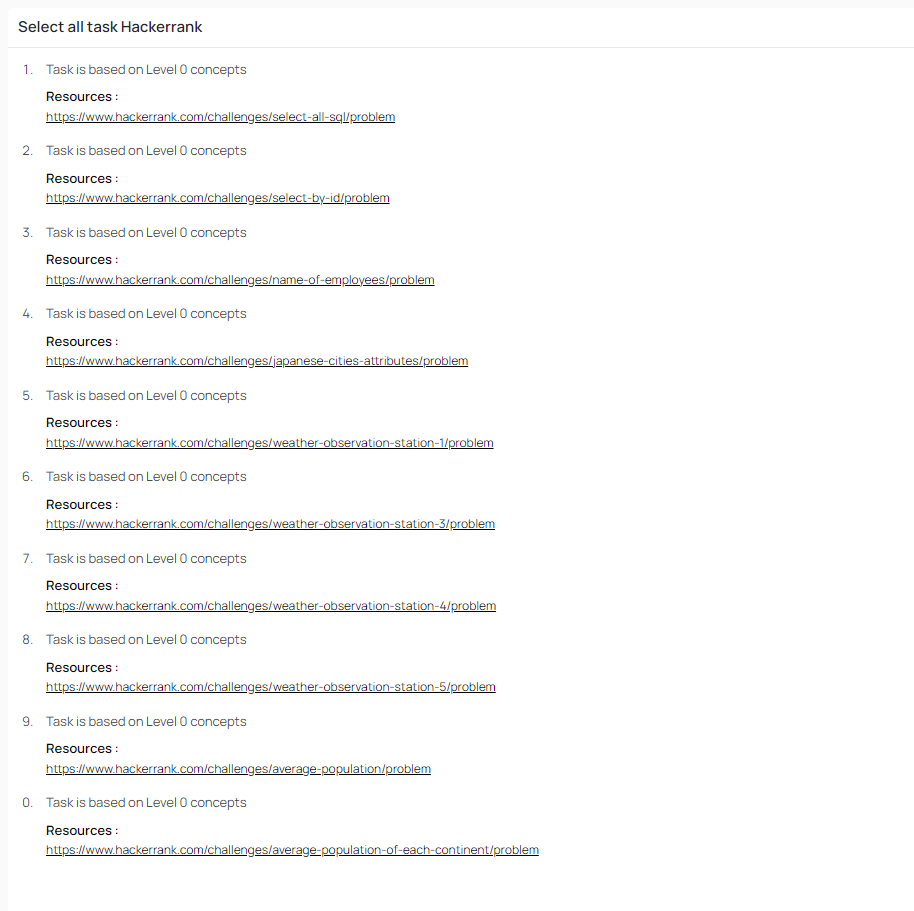 Select all task Hackerrank
1. Task is based on Level 0 concepts
Resources :
https://www.hackerrank.com/challenges/select-all-sql/problem
2. Task is based on Level 0 concepts
Resources :
https://www.hackerrank.com/challenges/select-by-id/problem
3. Task is based on Level 0 concepts
Resources :
https://www.hackerrank.com/challenges/name-of-employees/problem
4. Task is based on Level 0 concepts
Resources :
https://www.hackerrank.com/challenges/japanese-cities-attributes/problem
5. Task is based on Level 0 concepts
Resources :
https://www.hackerrank.com/challenges/weather-observation-station-1/problem
6. Task is based on Level 0 concepts
Resources :
https://www.hackerrank.com/challenges/weather-observation-station-3/problem
7. Task is based on Level 0 concepts
Resources :
https://www.hackerrank.com/challenges/weather-observation-station-4/problem
8. Task is based on Level 0 concepts
Resources :
https://www.hackerrank.com/challenges/weather-observation-station-5/problem
9. Task is based on Level 0 concepts
Resources :
https://www.hackerrank.com/challenges/average-population/problem
0. Task is based on Level 0 concepts
Resources :
https://www.hackerrank.com/challenges/average-population-of-each-continent/problem